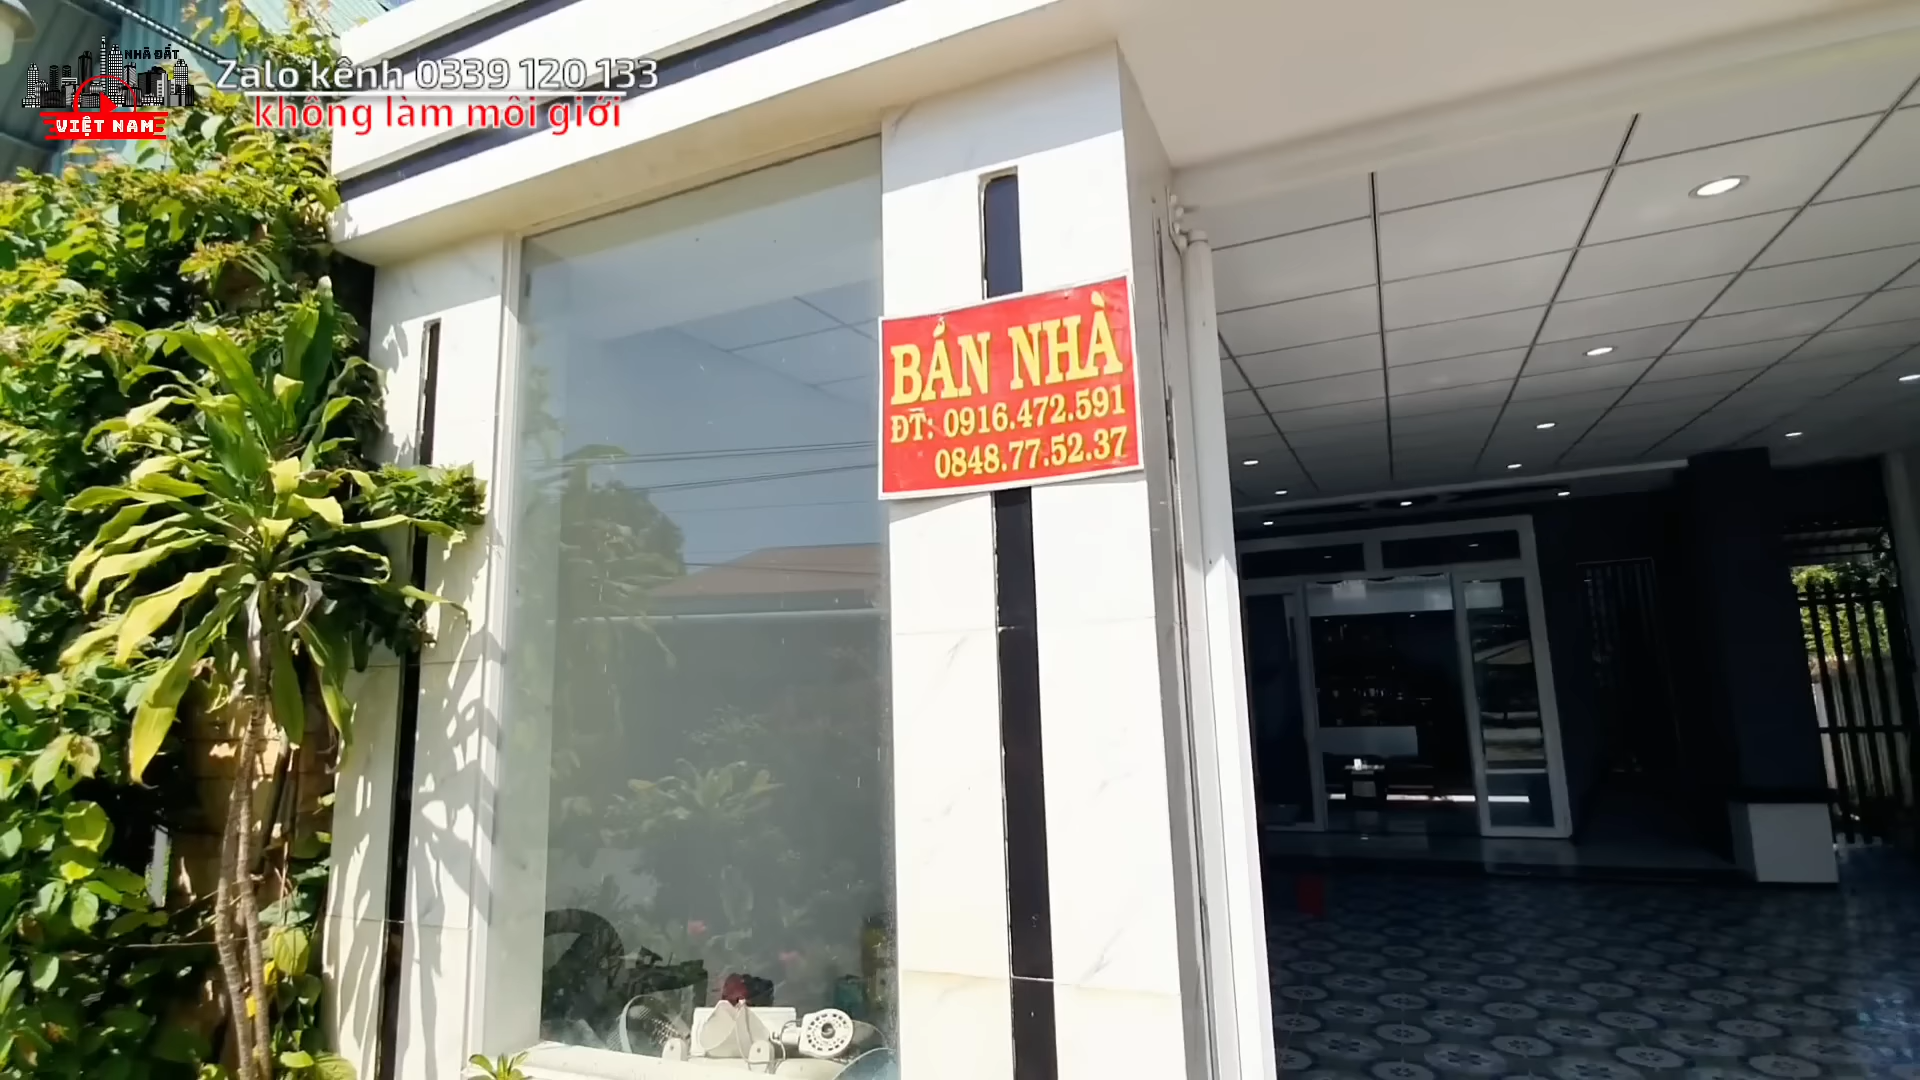 NHÀ ĐẤT
VIỆT NAM
Zalo kênh 0339 120 133
không làm môi giới
BÁN NHÀ
ĐT: 0916.472.591
0848.77.52.37